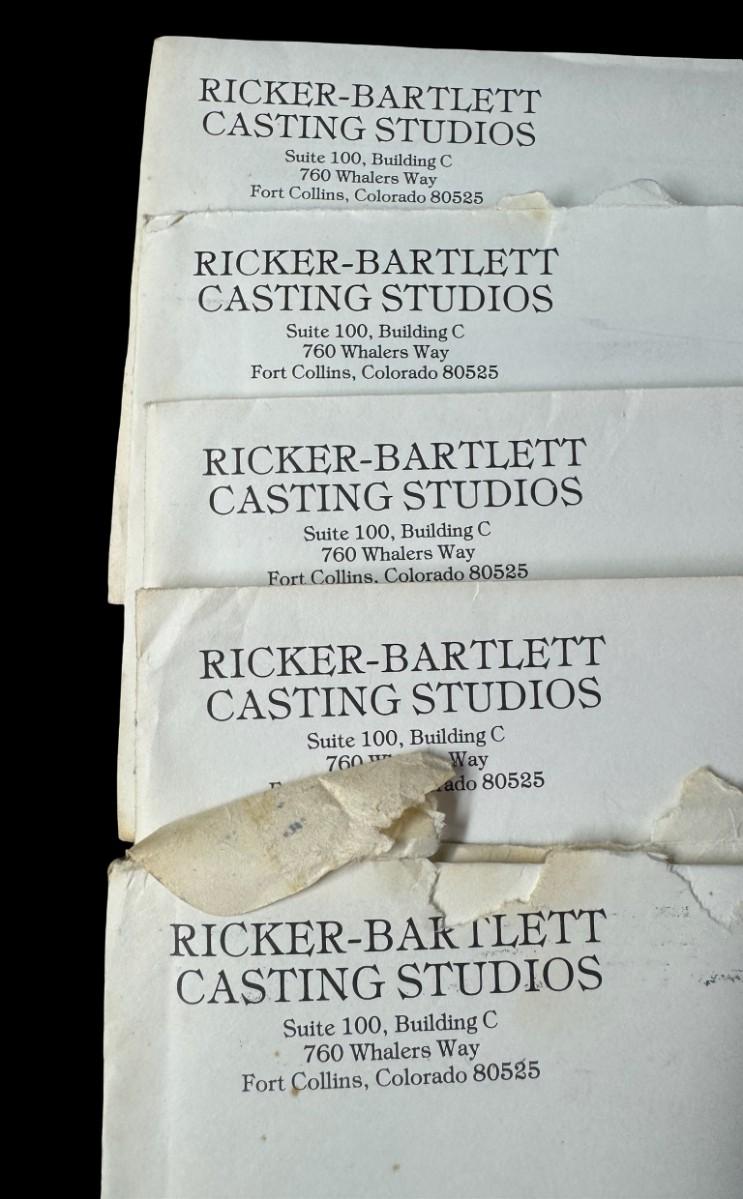 RICKER-BARTLETT
CASTING STUDIOS
Suite 100, Building C
760 Whalers Way
Fort Collins, Colorado 80525
RICKER-BARTLETT
CASTING STUDIOS
Suite 100, Building C
760 Whalers Way
Fort Collins, Colorado 80525
RICKER-BARTLETT
CASTING STUDIOS
Suite 100, Building C
760 Whalers Way
Fort Collins, Colorado 80525
RICKER-BARTLETT
CASTING STUDIOS
Suite 100, Building C
760 Way
80525
RICKER-BARTLETT
CASTING STUDIOS
Suite 100, Building C
760 Whalers Way
Fort Collins, Colorado 80525